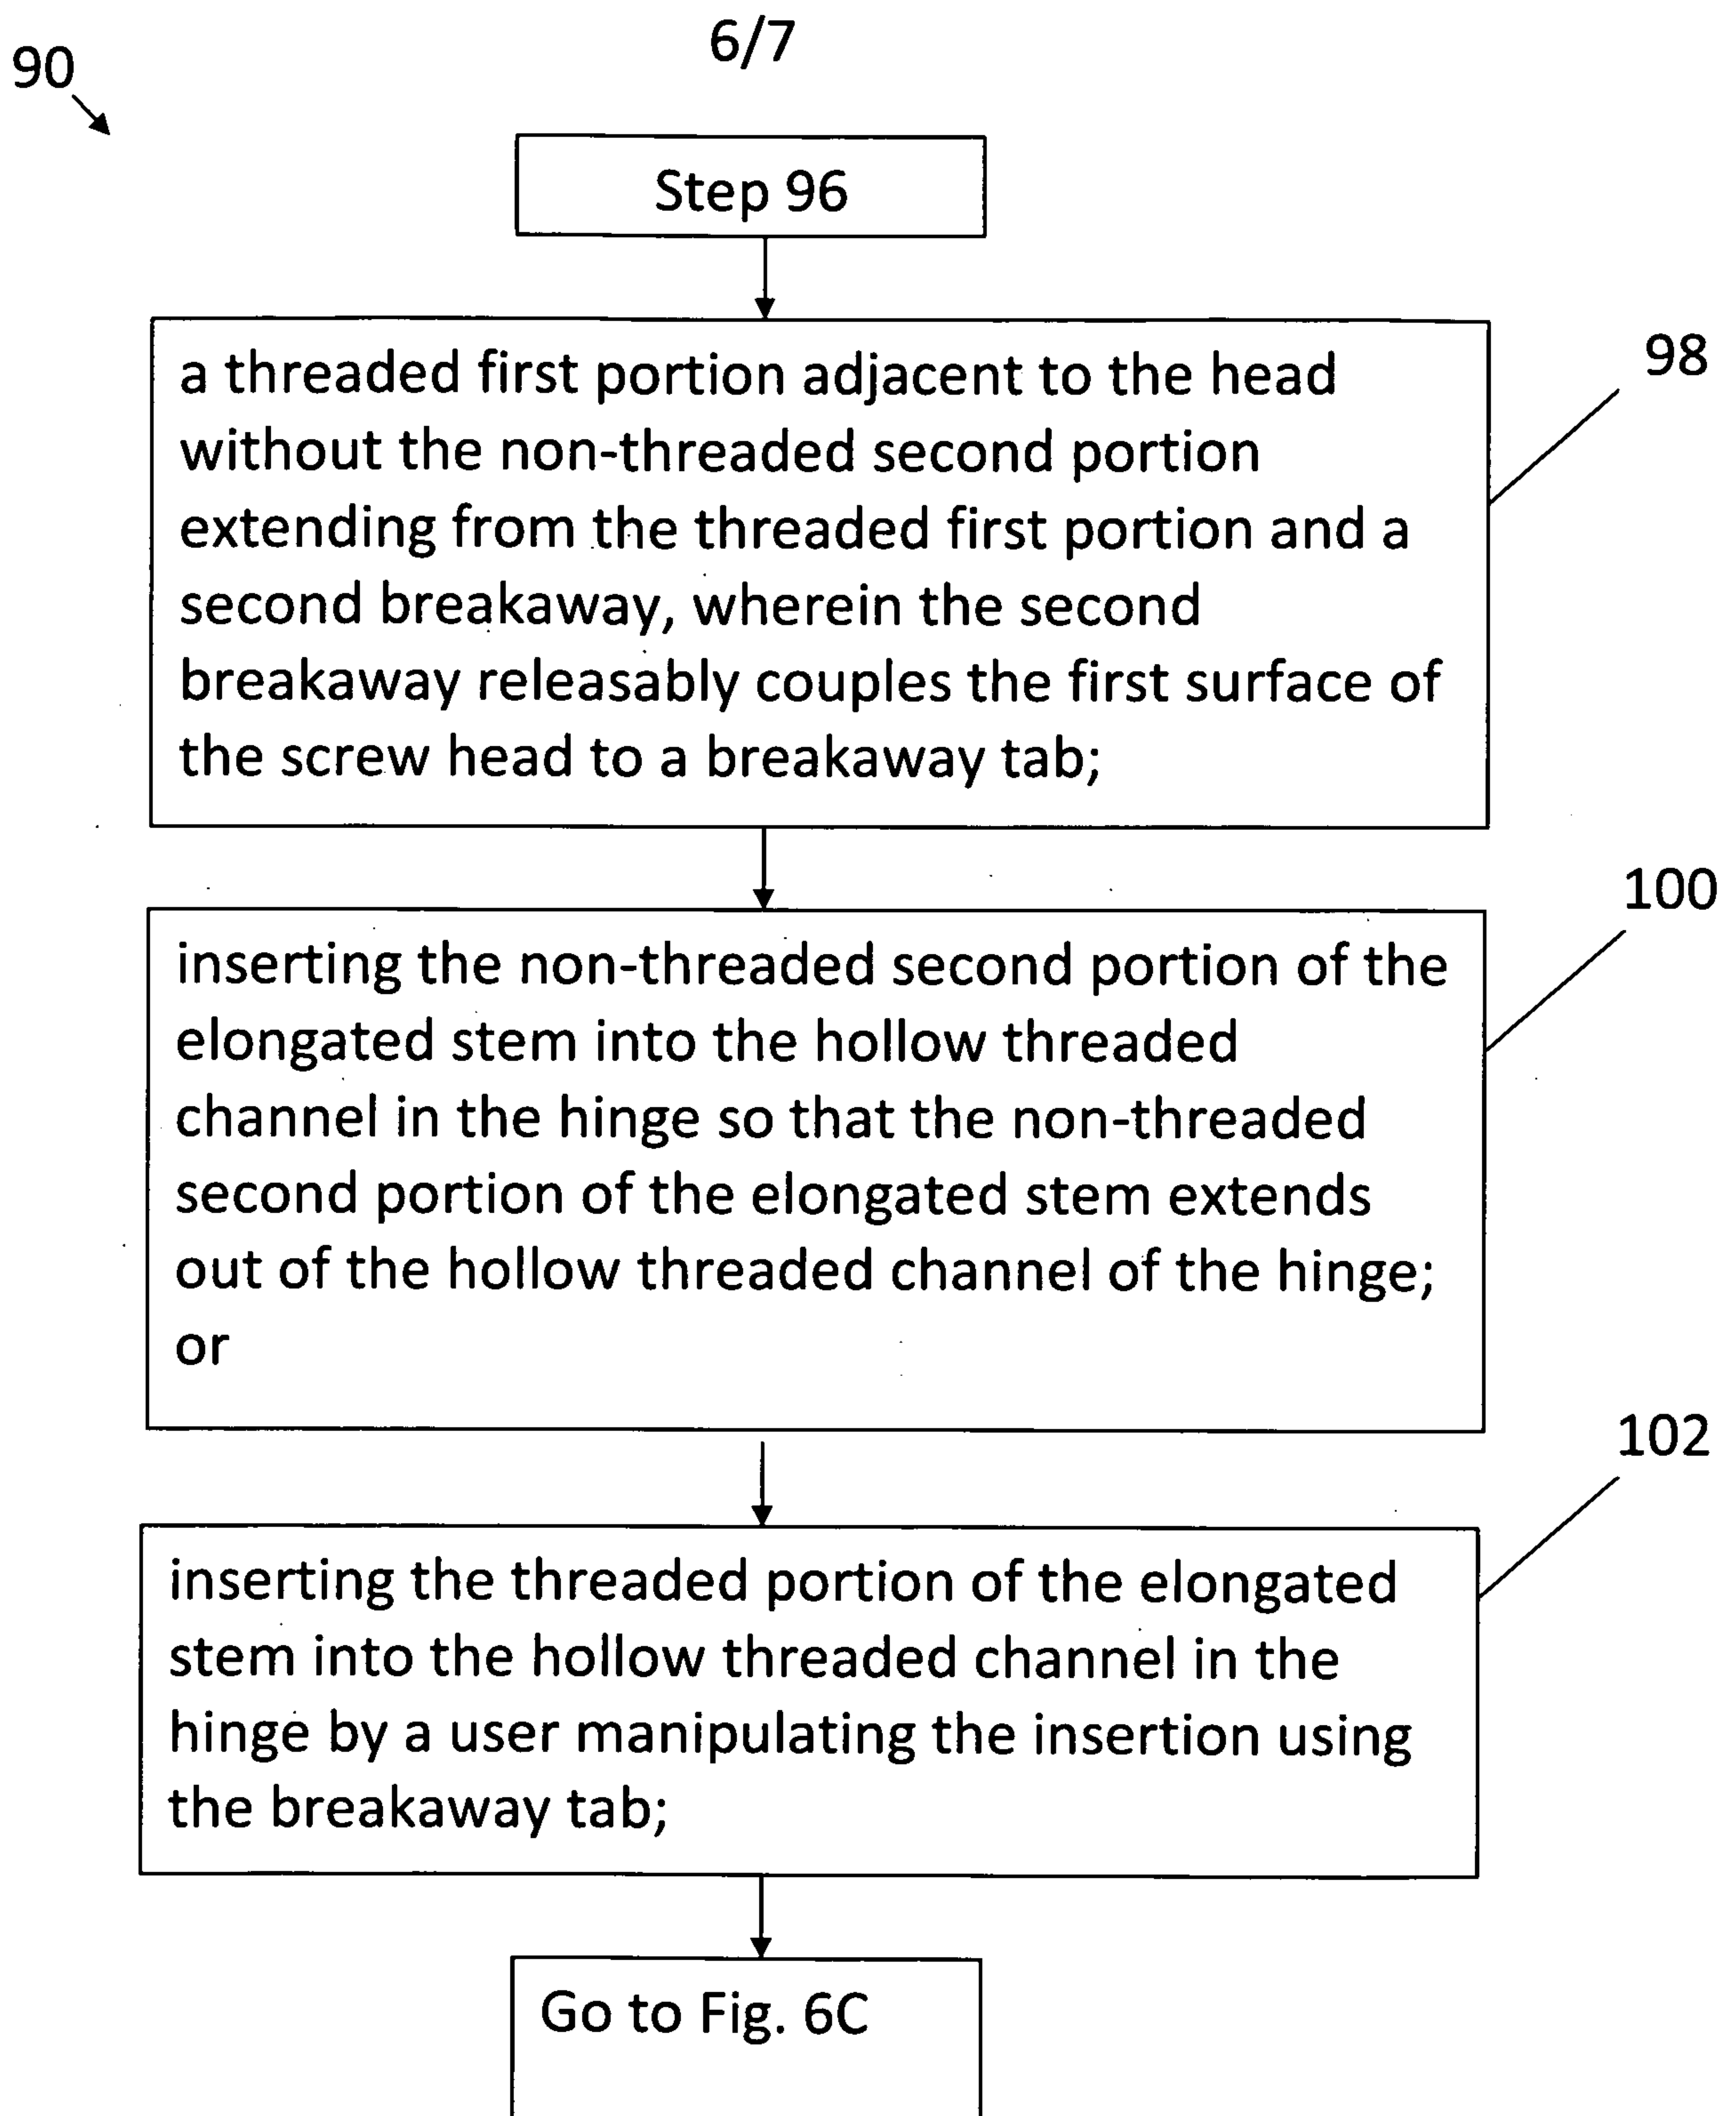 6/7
90
Step 96
a threaded first portion adjacent to the head
without the non-threaded second portion
extending from the threaded first portion and a
second breakaway, wherein the second
breakaway releasably couples the first surface of
the screw head to a breakaway tab;
98
inserting the non-threaded second portion of the
elongated stem into the hollow threaded
channel in the hinge so that the non-threaded
second portion of the elongated stem extends
out of the hollow threaded channel of the hinge;
or
100
inserting the threaded portion of the elongated
stem into the hollow threaded channel in the
hinge by a user manipulating the insertion using
the breakaway tab;
102
Go to Fig. 6C